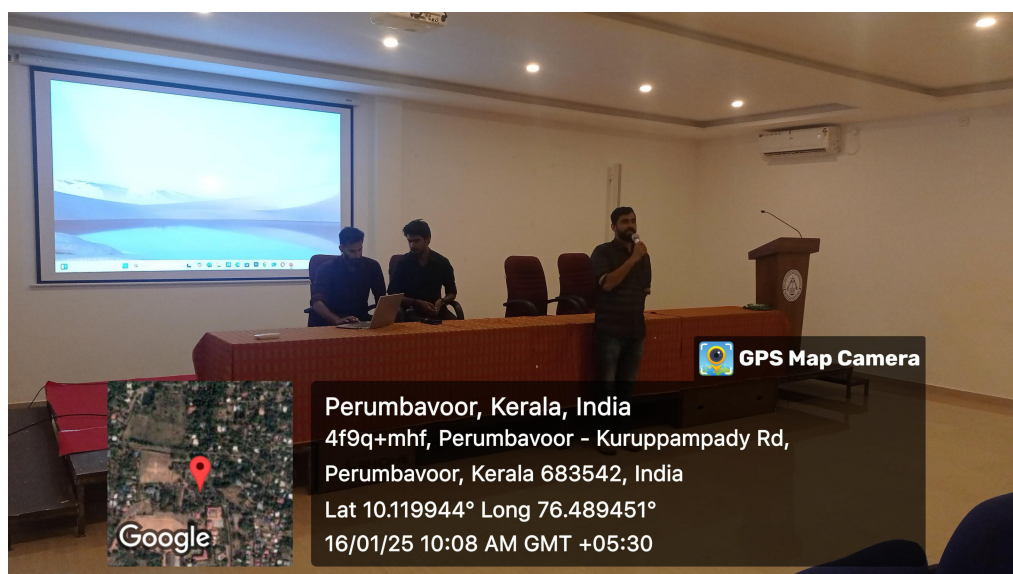 GPS Map Camera
Perumbavoor, Kerala, India
4f9q+mhf, Perumbavoor - Kuruppampady Rd,
Perumbavoor, Kerala 683542, India
Lat 10.119944° Long 76.489451°
16/01/25 10:08 AM GMT +05:30
Google